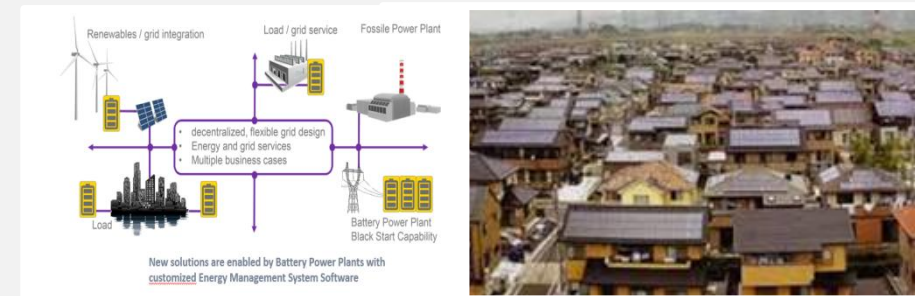 Renewables / grid integration
Load / grid service
Fossile Power Plant
• decentralized, flexible grid design
• Energy and grid services
• Multiple business cases
Load
Battery Power Plant
Black Start Capability
New solutions are enabled by Battery Power Plants with
customized Energy Management System Software